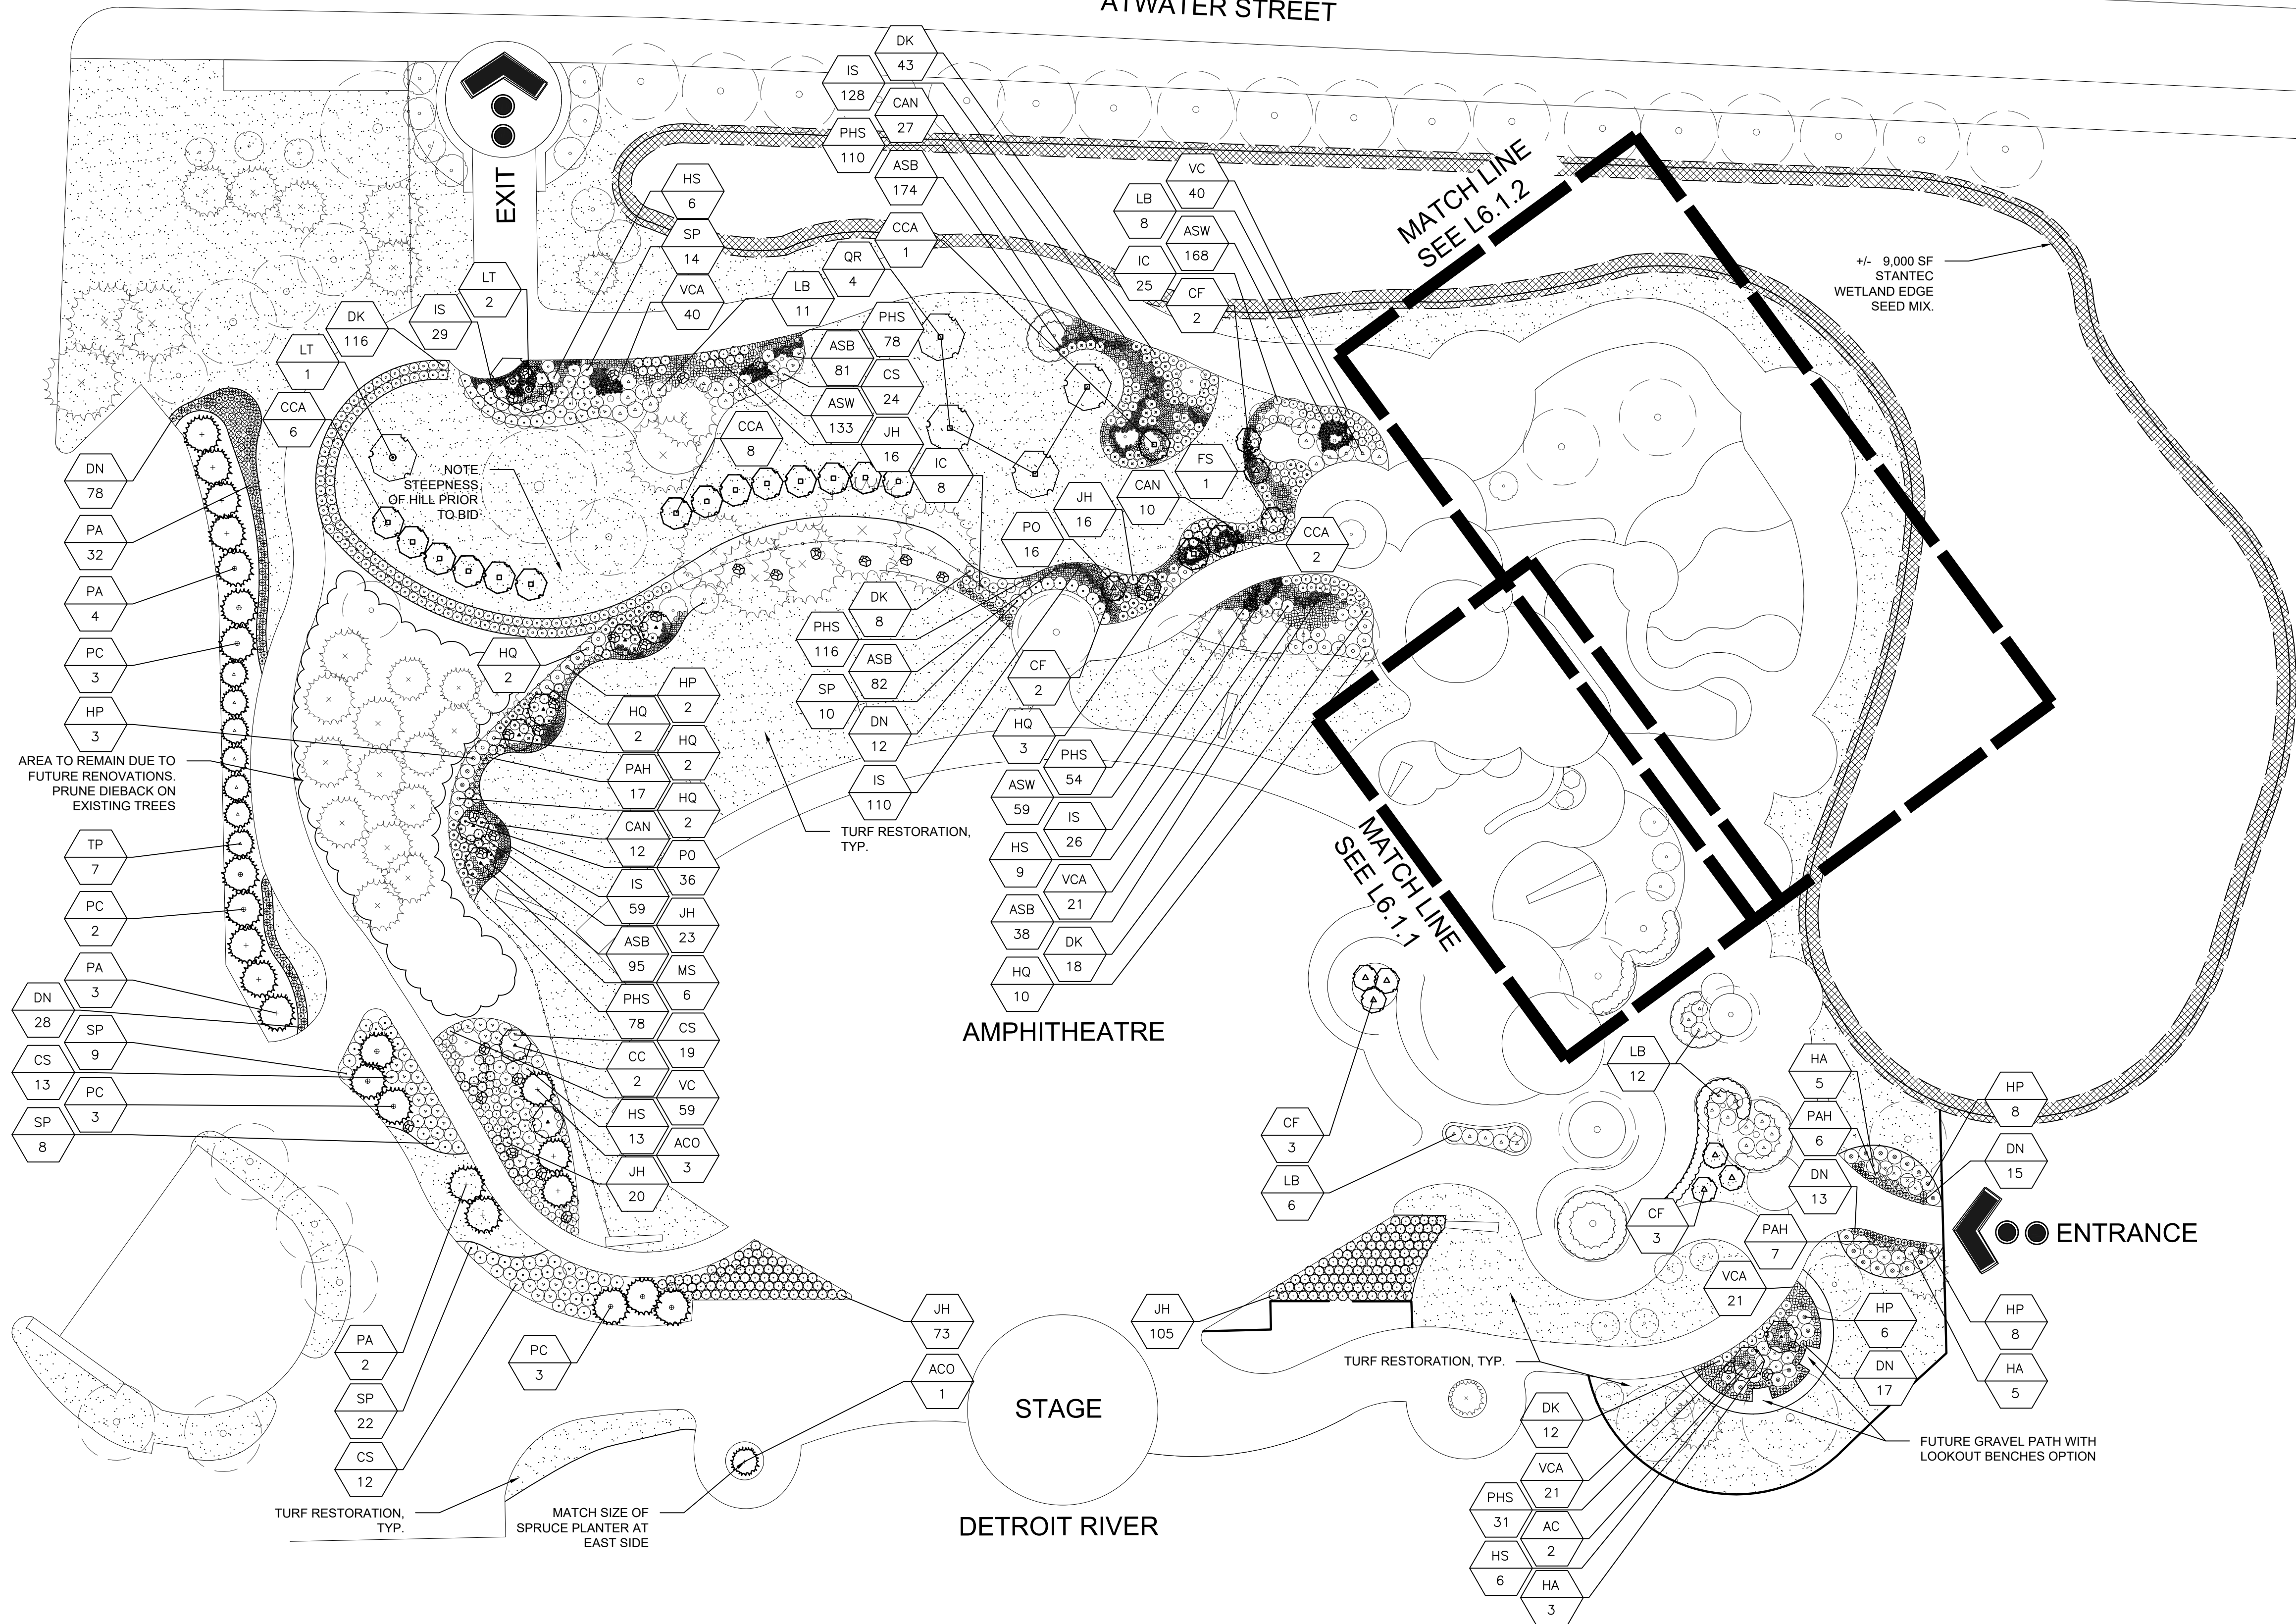 ATWATER STREET
DK
43
IS
128
CAN
27
PHS
110
ASB
174
CCA
1
QR
4
HS
6
SP
14
VCA
40
LB
11
EXIT
LT
2
IS
29
DK
116
LT
1
CCA
6
PHS
78
ASB
81
CS
24
ASW
133
JH
16
CCA
8
IC
8
VC
40
LB
8
ASW
168
IC
25
CF
2
MATCH LINE
SEE L6.1.2
+/- 9,000 SF
STANTEC
WETLAND EDGE
SEED MIX.
NOTE
STEEPNESS
OF HILL PRIOR
TO BID
FS
1
CAN
10
JH
16
PO
16
CCA
2
DN
78
PA
32
PA
4
PC
3
HP
3
AREA TO REMAIN DUE TO
FUTURE RENOVATIONS.
PRUNE DIEBACK ON
EXISTING TREES
TP
7
PC
2
PA
3
DN
28
SP
9
CS
13
PC
3
SP
8
HQ
2
HP
2
HQ
2
HQ
2
PAH
17
HQ
2
CAN
12
PO
36
IS
59
JH
23
ASB
95
MS
6
PHS
78
CS
19
CC
2
VC
59
HS
13
ACO
3
JH
20
DK
8
PHS
116
ASB
82
SP
10
DN
12
IS
110
TURF RESTORATION,
TYP.
CF
2
HQ
3
PHS
54
ASW
59
IS
26
HS
9
VCA
21
ASB
38
DK
18
HQ
10
AMPHITHEATRE
MATCH LINE
SEE L6.1.1
LB
12
CF
3
LB
6
CF
3
HA
5
PAH
6
DN
13
PAH
7
VCA
21
HP
8
DN
15
ENTRANCE
HP
6
DN
17
HP
8
HA
5
FUTURE GRAVEL PATH WITH
LOOKOUT BENCHES OPTION
JH
73
ACO
1
JH
105
STAGE
TURF RESTORATION, TYP.
DK
12
VCA
21
PHS
31
AC
2
HS
6
HA
3
PA
2
SP
22
CS
12
PC
3
TURF RESTORATION,
TYP.
MATCH SIZE OF
SPRUCE PLANTER AT
EAST SIDE
DETROIT RIVER